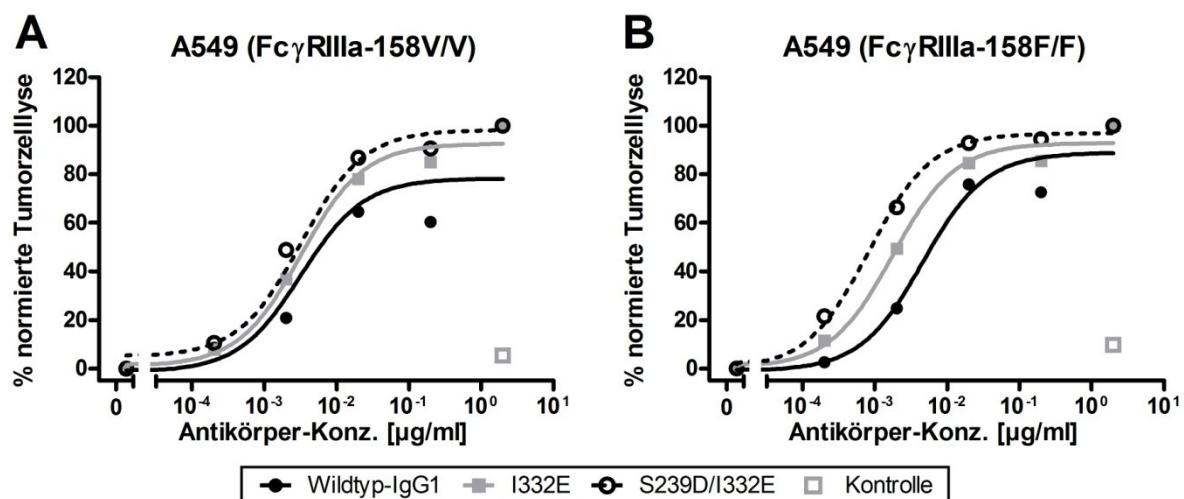 A
A549 (FcγRIIIa-158V/V)
% normierte Tumorzelllyse
120
100
80
60
40
20
0
0 10⁻⁴ 10⁻³ 10⁻² 10⁻¹ 10⁰ 10¹
Antikörper-Konz. [µg/ml]
B
A549 (FcγRIIIa-158F/F)
% normierte Tumorzelllyse
120
100
80
60
40
20
0
0 10⁻⁴ 10⁻³ 10⁻² 10⁻¹ 10⁰ 10¹
Antikörper-Konz. [µg/ml]
Wildtyp-IgG1 I332E S239D/I332E Kontrolle